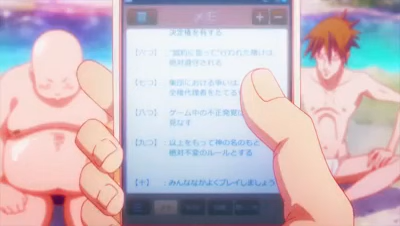 メモ
決定権を有する。
【六つ】："盟約に誓って"行われた賭けは、
絶対遵守される
【七つ】：集団における争いは、
全権代理者をたてる
【八つ】：ゲーム中の不正発覚は
見なす
【九つ】：以上をもって神の名のもと
絶対不変のルールとする
【十】：みんななかよくプレイしましょう